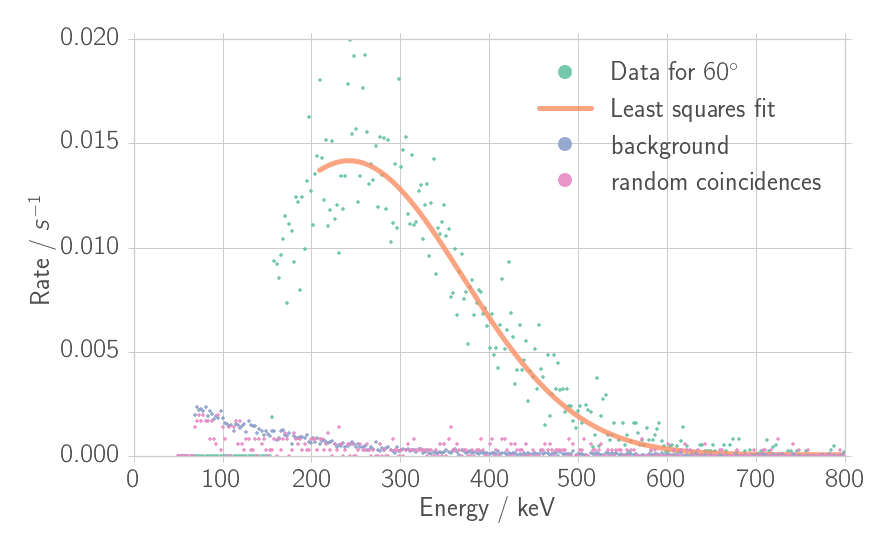 0.020
0.015
0.010
0.005
0.000
Rate / s⁻¹
Data for 60°
Least squares fit
background
random coincidences
0 100 200 300 400 500 600 700 800
Energy / keV